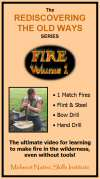 The
REDISCOVERING
THE OLD WAYS
SERIES
FIRE
Volume 1
• 1 Match Fires
• Flint & Steel
• Bow Drill
• Hand Drill
The ultimate video for learning
to make fire in the wilderness,
even without tools!
Midwest Native Skills Institute